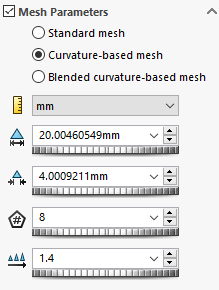 Mesh Parameters
Standard mesh
Curvature-based mesh
Blended curvature-based mesh
mm
20.00460549mm
4.0009211mm
8
1.4